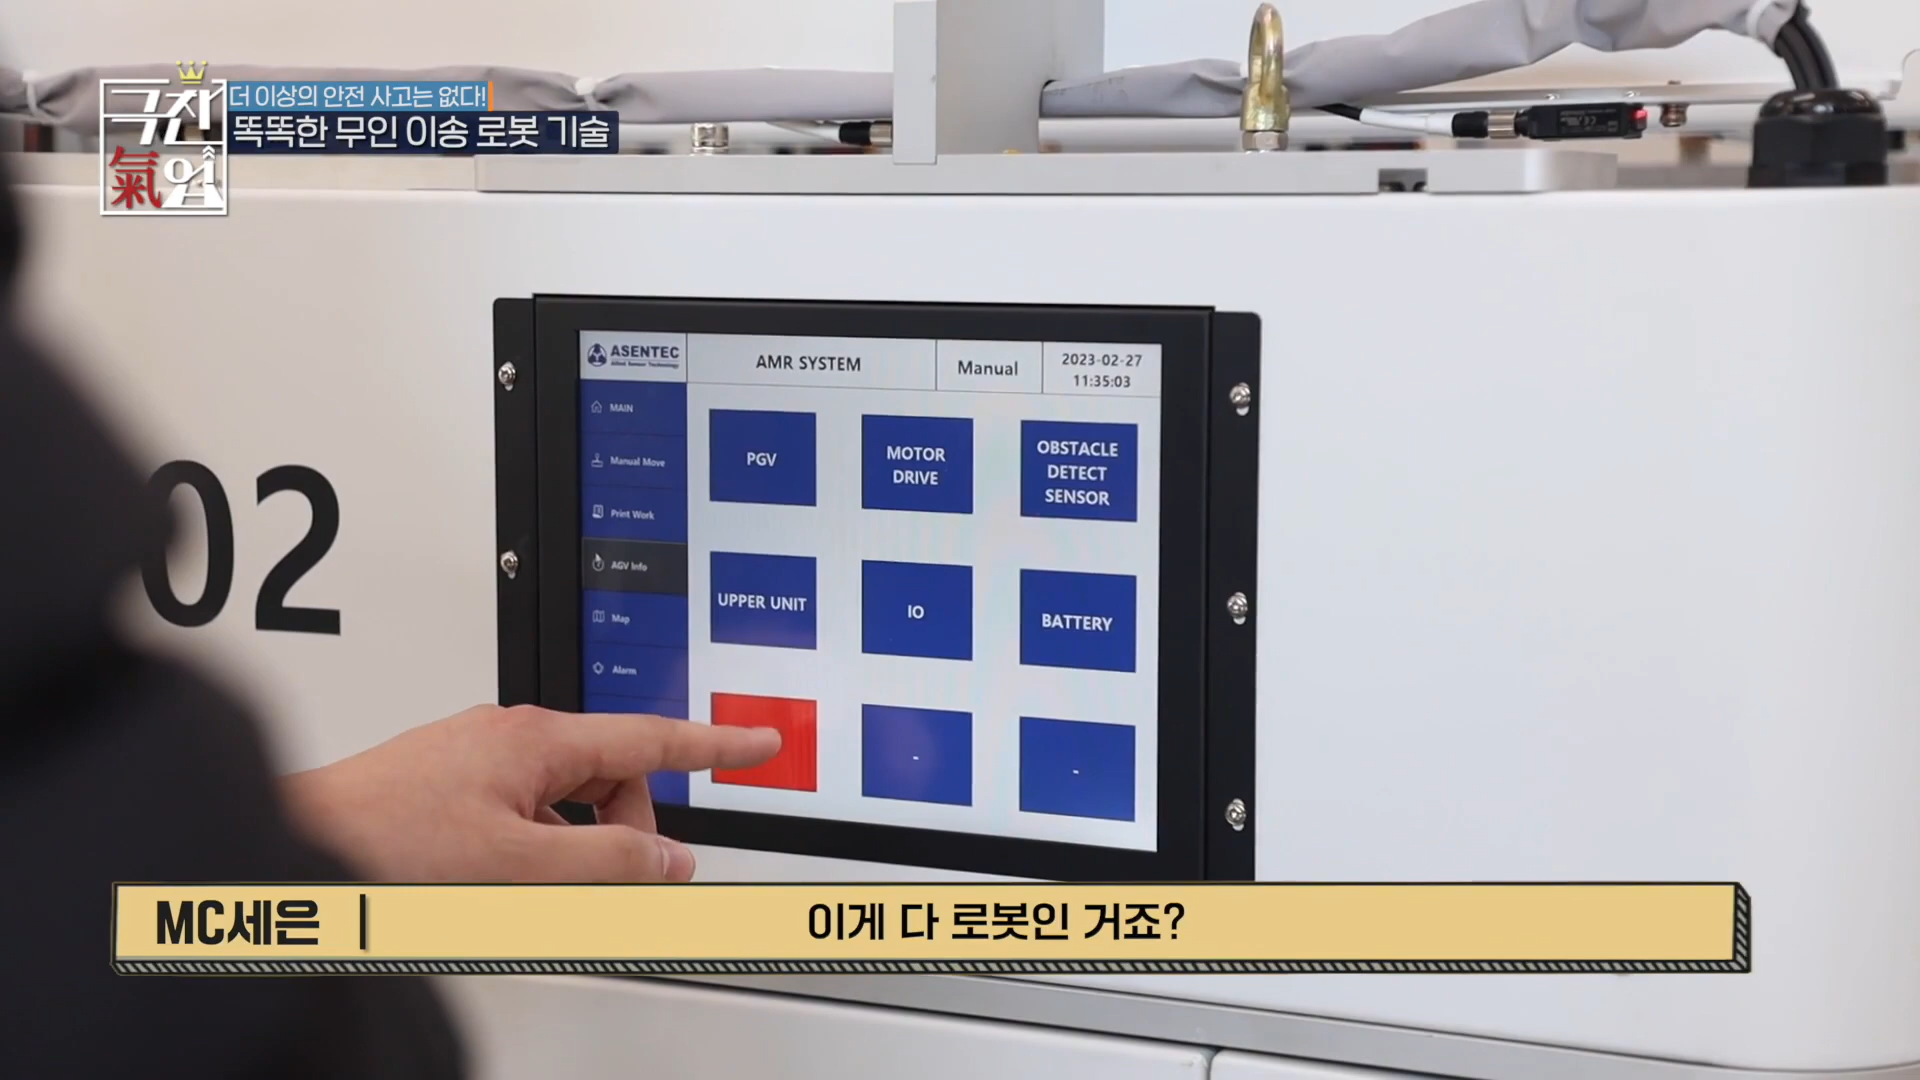 극찬
氣업
더 이상의 안전 사고는 없다!
똑똑한 무인 이송 로봇 기술
02
ASENTEC
Allied Sensor Technology
AMR SYSTEM
Manual
2023-02-27
11:35:03
MAIN
Manual Move
Print Work
AGV Info
Map
Alarm
PGV
MOTOR
DRIVE
OBSTACLE
DETECT
SENSOR
UPPER UNIT
IO
BATTERY
-
-
MC세은
이게 다 로봇인 거죠?